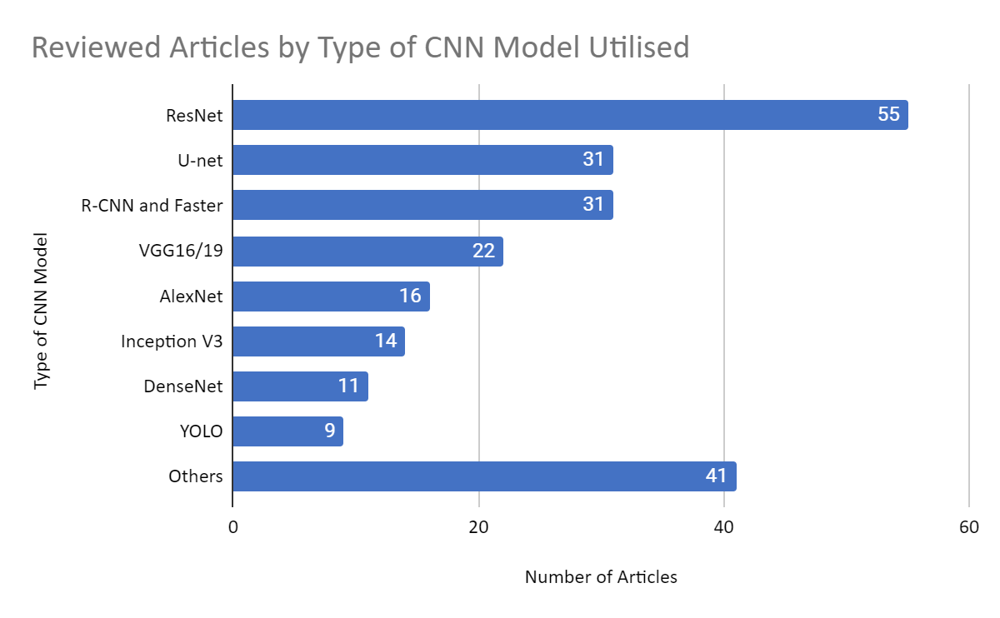 Reviewed Articles by Type of CNN Model Utilised
Type of CNN Model
ResNet 55
U-net 31
R-CNN and Faster 31
VGG16/19 22
AlexNet 16
Inception V3 14
DenseNet 11
YOLO 9
Others 41
0 20 40 60
Number of Articles